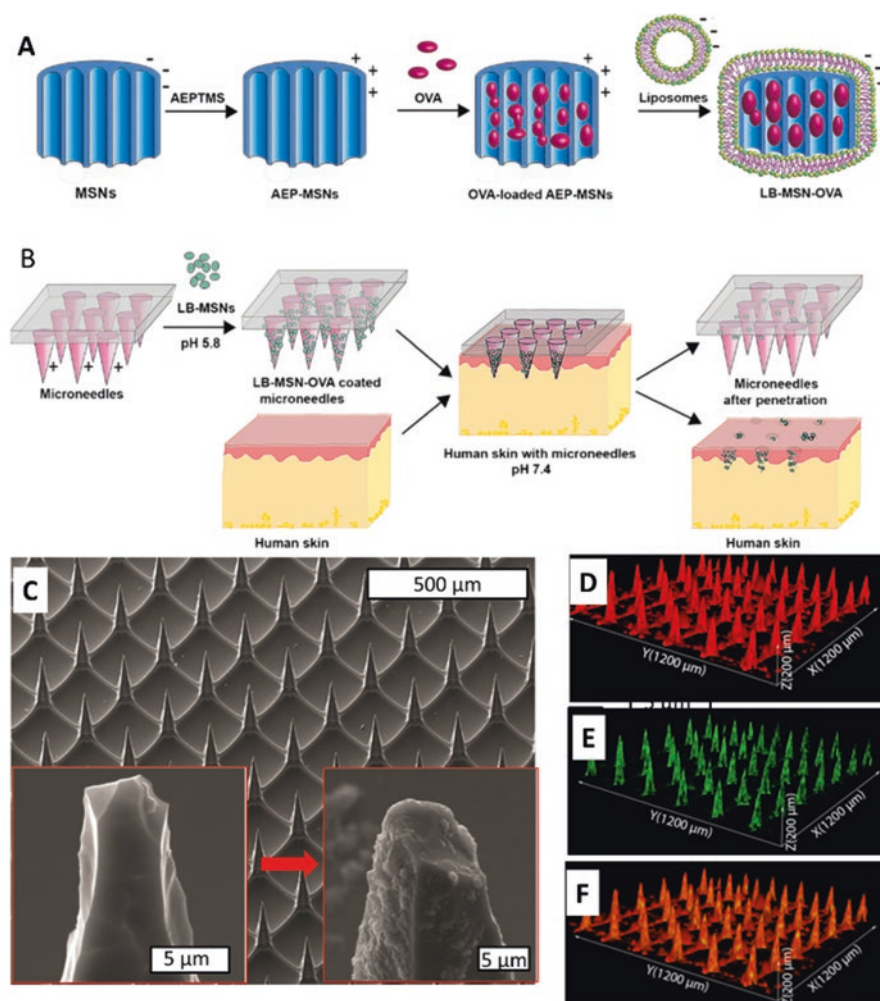 A
AEPTMS
OVA
Liposomes
MSNs
AEP-MSNs
OVA-loaded AEP-MSNs
LB-MSN-OVA
B
LB-MSNs
pH 5.8
Microneedles
LB-MSN-OVA coated
microneedles
Human skin
Human skin with microneedles
pH 7.4
Microneedles
after penetration
Human skin
C
500 µm
5 µm
5 µm
D
Y(1200 µm)
Z(200 µm)
X(1200 µm)
E
Y(1200 µm)
Z(200 µm)
X(1200 µm)
F
Y(1200 µm)
Z(200 µm)
X(1200 µm)